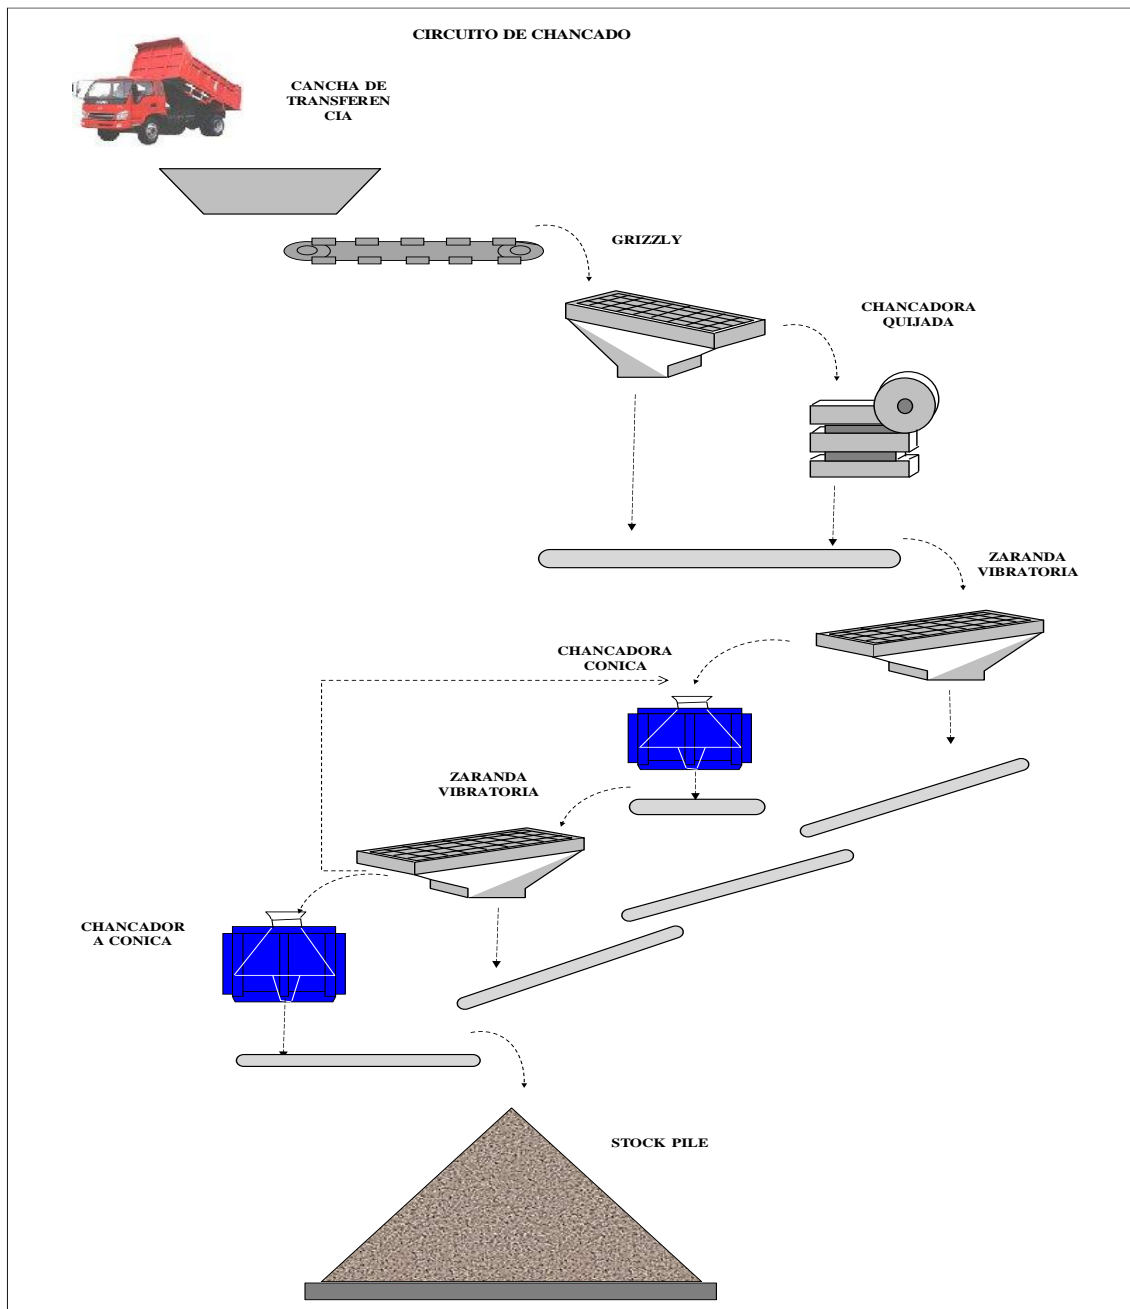 CIRCUITO DE CHANCADO
CANCHA DE
TRANSFEREN
CIA
GRIZZLY
CHANCADORA
QUIJADA
ZARANDA
VIBRATORIA
CHANCADORA
CONICA
ZARANDA
VIBRATORIA
CHANCADOR
A CONICA
STOCK PILE